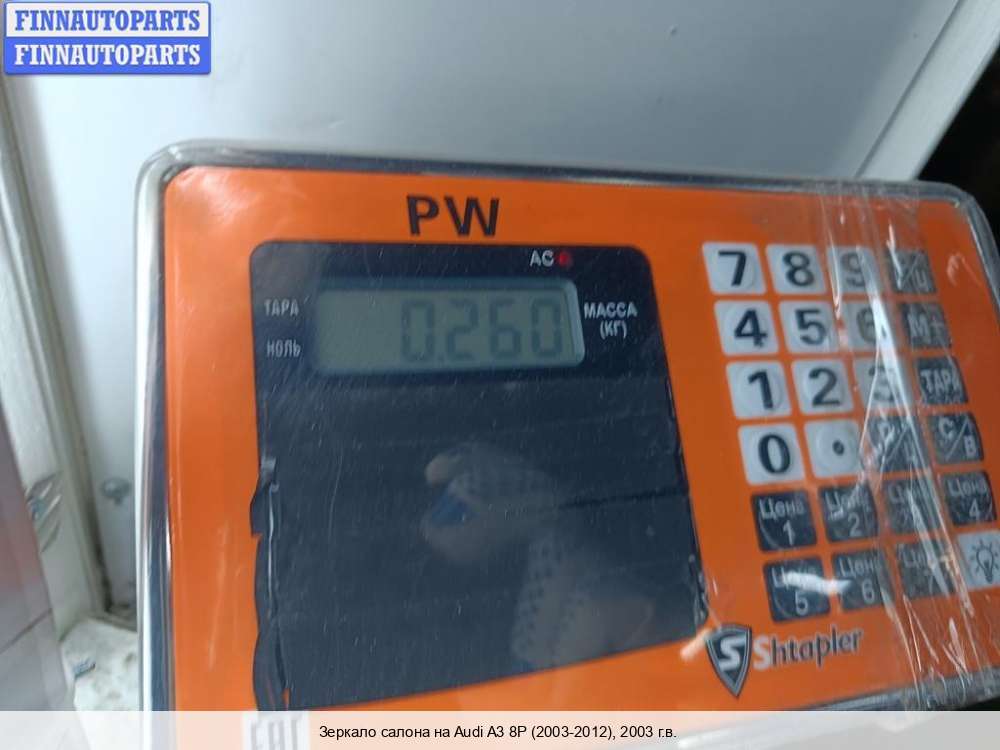 FINNAUTOPARTS
FINNAUTOPARTS
PW
AC
ТАРА
НОЛЬ
0.260
МАССА
(КГ)
7 8 9
4 5 6 М+
1 2 3 ТАРА
0 . С/В
Цена 1 Цена 2 Цена 4
Цена 5 Цена 6
Shtapler
EAC
Зеркало салона на Audi A3 8P (2003-2012), 2003 г.в.